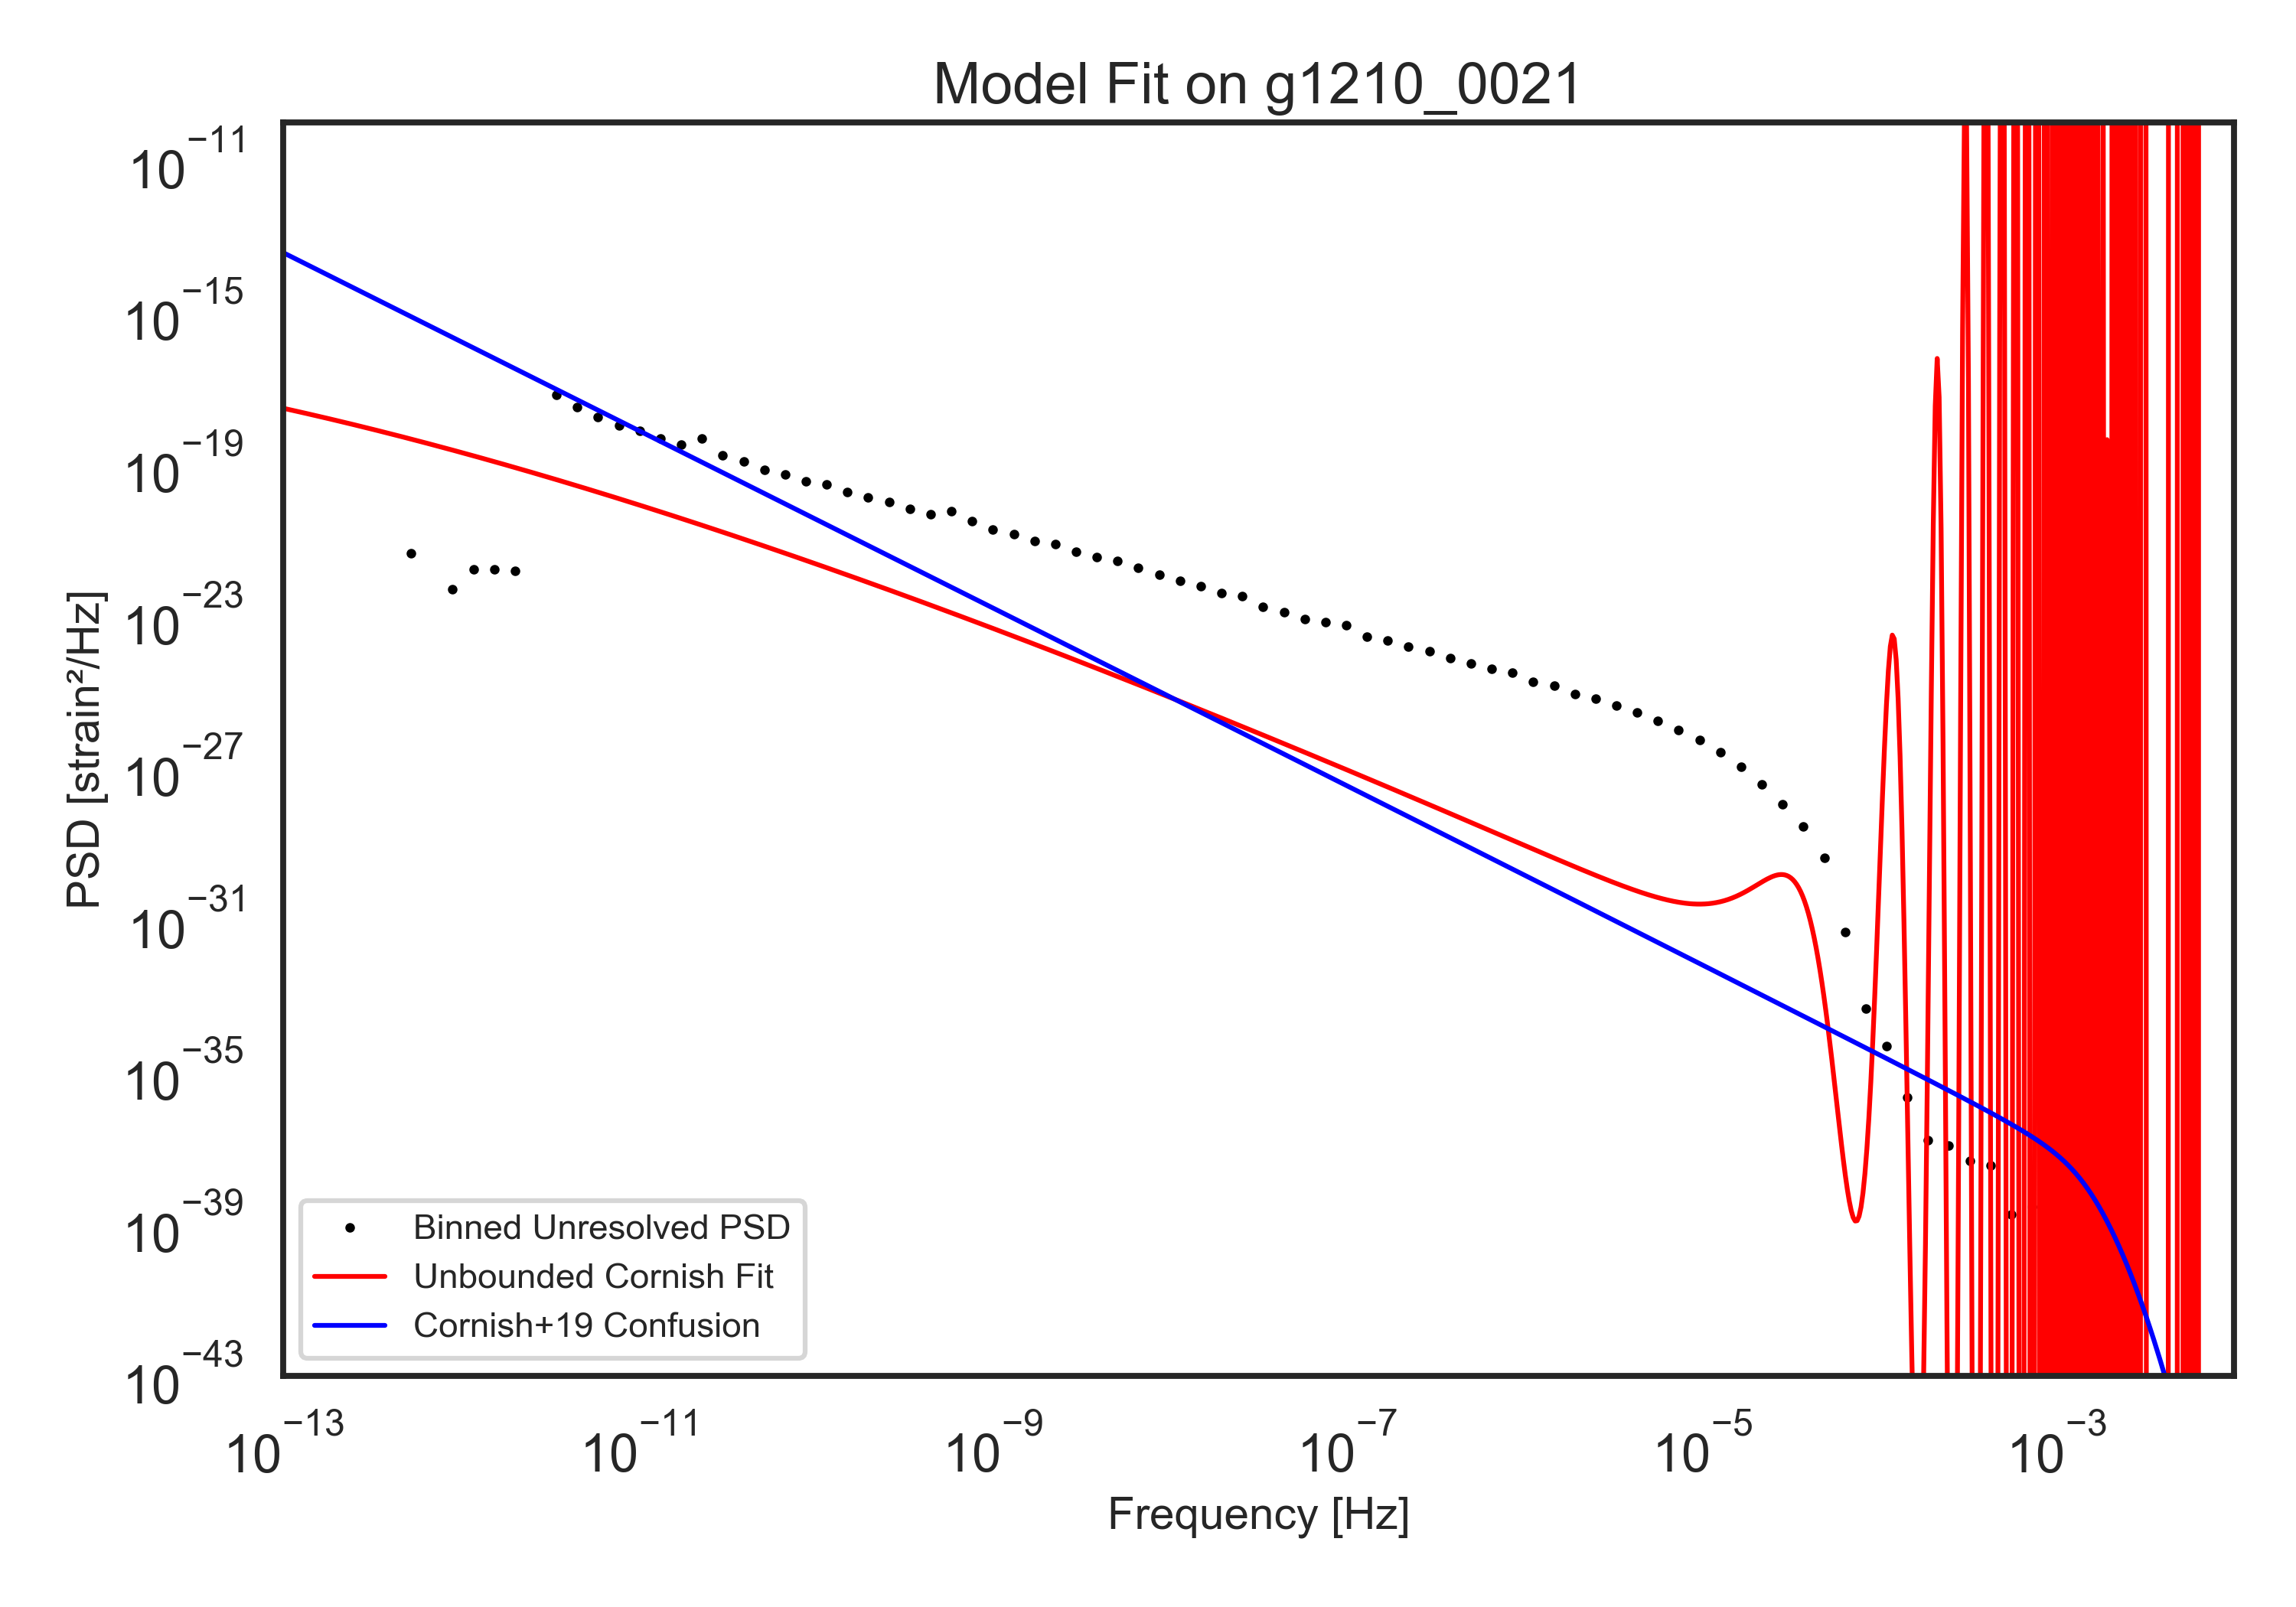 Model Fit on g1210_0021
PSD [strain²/Hz]
10⁻¹¹
10⁻¹⁵
10⁻¹⁹
10⁻²³
10⁻²⁷
10⁻³¹
10⁻³⁵
10⁻³⁹
10⁻⁴³
Binned Unresolved PSD
Unbounded Cornish Fit
Cornish+19 Confusion
10⁻¹³ 10⁻¹¹ 10⁻⁹ 10⁻⁷ 10⁻⁵ 10⁻³
Frequency [Hz]